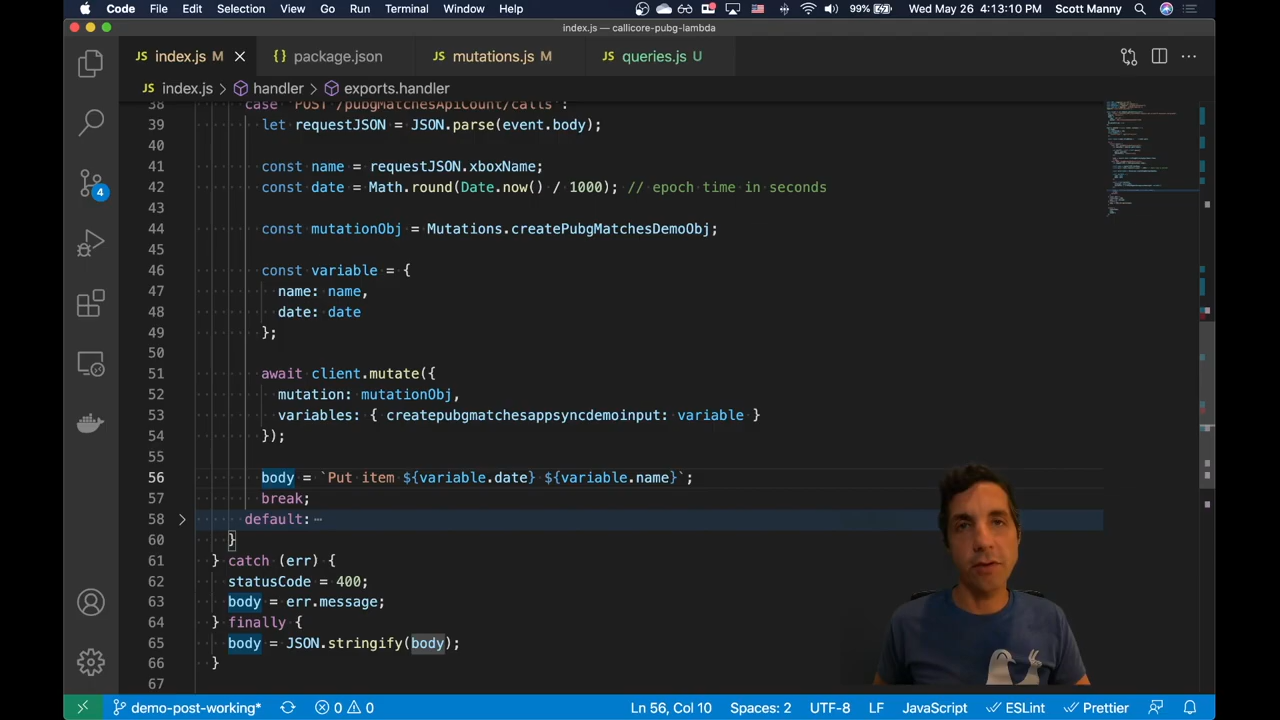 Code File Edit Selection View Go Run Terminal Window Help 99% Wed May 26 4:13:10 PM Scott Manny
index.js — callicore-pubg-lambda
JS index.js M {} package.json JS mutations.js M JS queries.js U
JS index.js > handler > exports.handler
38 case `POST /pubgMatchesApiCount/calls`:
39 let requestJSON = JSON.parse(event.body);
40
41 const name = requestJSON.xboxName;
42 const date = Math.round(Date.now() / 1000); // epoch time in seconds
43
44 const mutationObj = Mutations.createPubgMatchesDemoObj;
45
46 const variable = {
47 name: name,
48 date: date
49 };
50
51 await client.mutate({
52 mutation: mutationObj,
53 variables: { createpubgmatchesappsyncdemoinput: variable }
54 });
55
56 body = `Put item ${variable.date} ${variable.name}`;
57 break;
58 default: ⋯
60 }
61 } catch (err) {
62 statusCode = 400;
63 body = err.message;
64 } finally {
65 body = JSON.stringify(body);
66 }
67
4
demo-post-working* 0 0 Ln 56, Col 10 Spaces: 2 UTF-8 LF JavaScript ESLint Prettier